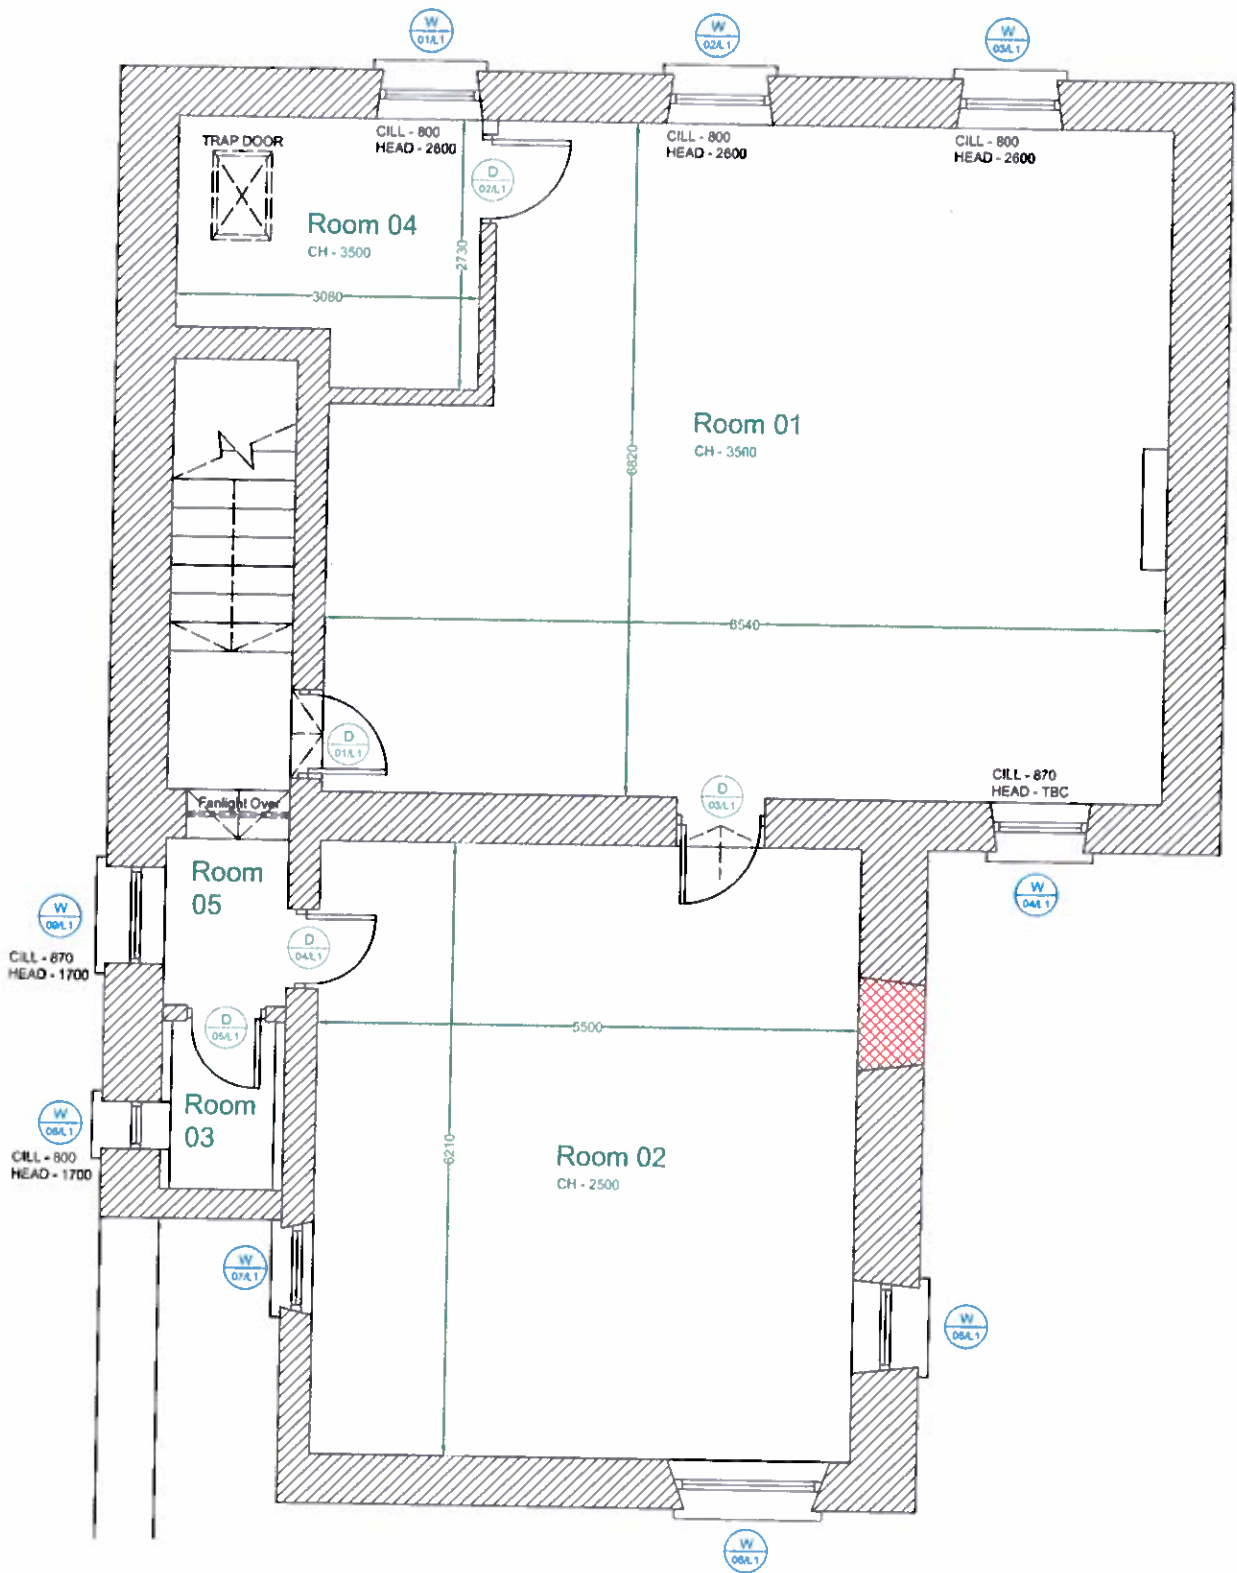 W
01/L1
W
02/L1
W
03/L1
CILL - 800
HEAD - 2600
CILL - 800
HEAD - 2600
CILL - 800
HEAD - 2600
TRAP DOOR
D
02/L1
Room 04
CH - 3500
2730
3080
Room 01
CH - 3500
6820
8540
D
01/L1
CILL - 870
HEAD - TBC
D
03/L1
Fanlight Over
Room
05
W
04/L1
W
09/L1
CILL - 870
HEAD - 1700
D
04/L1
5500
D
05/L1
Room
03
W
08/L1
CILL - 800
HEAD - 1700
6210
Room 02
CH - 2500
W
07/L1
W
05/L1
W
06/L1